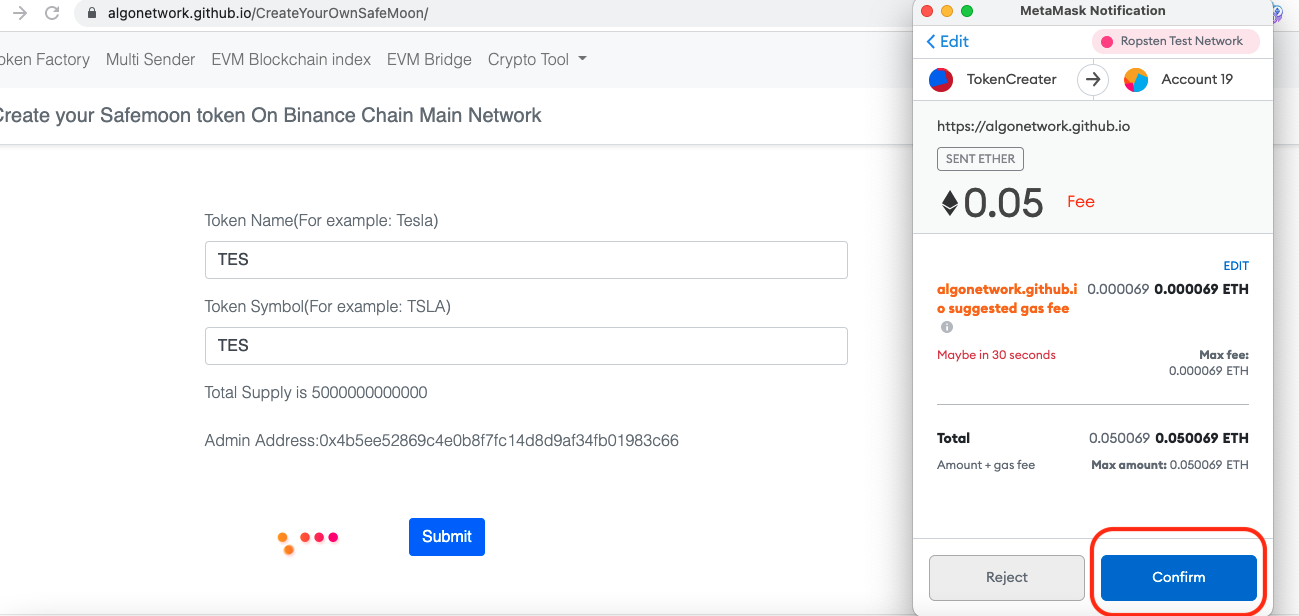 algonetwork.github.io/CreateYourOwnSafeMoon/
oken Factory Multi Sender EVM Blockchain index EVM Bridge Crypto Tool
Create your Safemoon token On Binance Chain Main Network
Token Name(For example: Tesla)
TES
Token Symbol(For example: TSLA)
TES
Total Supply is 5000000000000
Admin Address:0x4b5ee52869c4e0b8f7fc14d8d9af34fb01983c66
Submit
MetaMask Notification
Edit Ropsten Test Network
TokenCreater Account 19
https://algonetwork.github.io
SENT ETHER
0.05 Fee
EDIT
algonetwork.github.i 0.000069 0.000069 ETH
o suggested gas fee
Maybe in 30 seconds Max fee:
0.000069 ETH
Total 0.050069 0.050069 ETH
Amount + gas fee Max amount: 0.050069 ETH
Reject Confirm